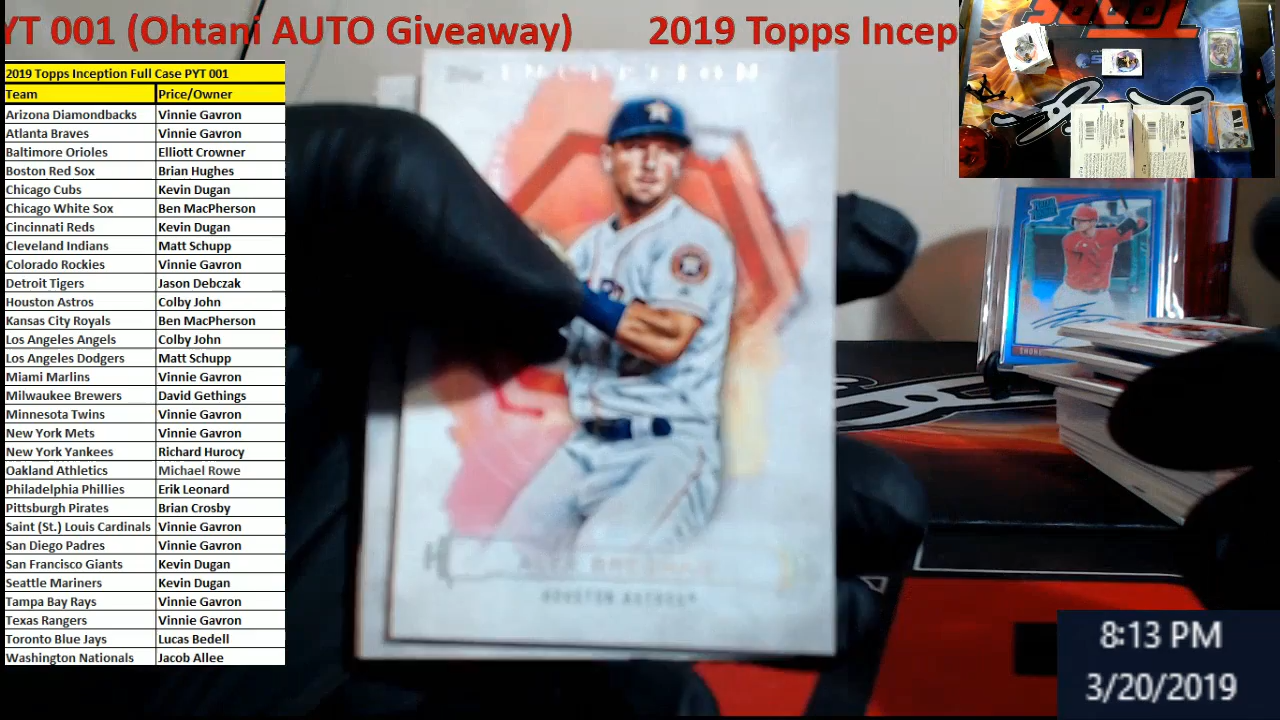 YT 001 (Ohtani AUTO Giveaway) 2019 Topps Incep
2019 Topps Inception Full Case PYT 001
Team Price/Owner
Arizona Diamondbacks Vinnie Gavron
Atlanta Braves Vinnie Gavron
Baltimore Orioles Elliott Crowner
Boston Red Sox Brian Hughes
Chicago Cubs Kevin Dugan
Chicago White Sox Ben MacPherson
Cincinnati Reds Kevin Dugan
Cleveland Indians Matt Schupp
Colorado Rockies Vinnie Gavron
Detroit Tigers Jason Debczak
Houston Astros Colby John
Kansas City Royals Ben MacPherson
Los Angeles Angels Colby John
Los Angeles Dodgers Matt Schupp
Miami Marlins Vinnie Gavron
Milwaukee Brewers David Gethings
Minnesota Twins Vinnie Gavron
New York Mets Vinnie Gavron
New York Yankees Richard Hurocy
Oakland Athletics Michael Rowe
Philadelphia Phillies Erik Leonard
Pittsburgh Pirates Brian Crosby
Saint (St.) Louis Cardinals Vinnie Gavron
San Diego Padres Vinnie Gavron
San Francisco Giants Kevin Dugan
Seattle Mariners Kevin Dugan
Tampa Bay Rays Vinnie Gavron
Texas Rangers Vinnie Gavron
Toronto Blue Jays Lucas Bedell
Washington Nationals Jacob Allee
INCEPTION
ALEX BREGMAN
HOUSTON ASTROS
8:13 PM
3/20/2019